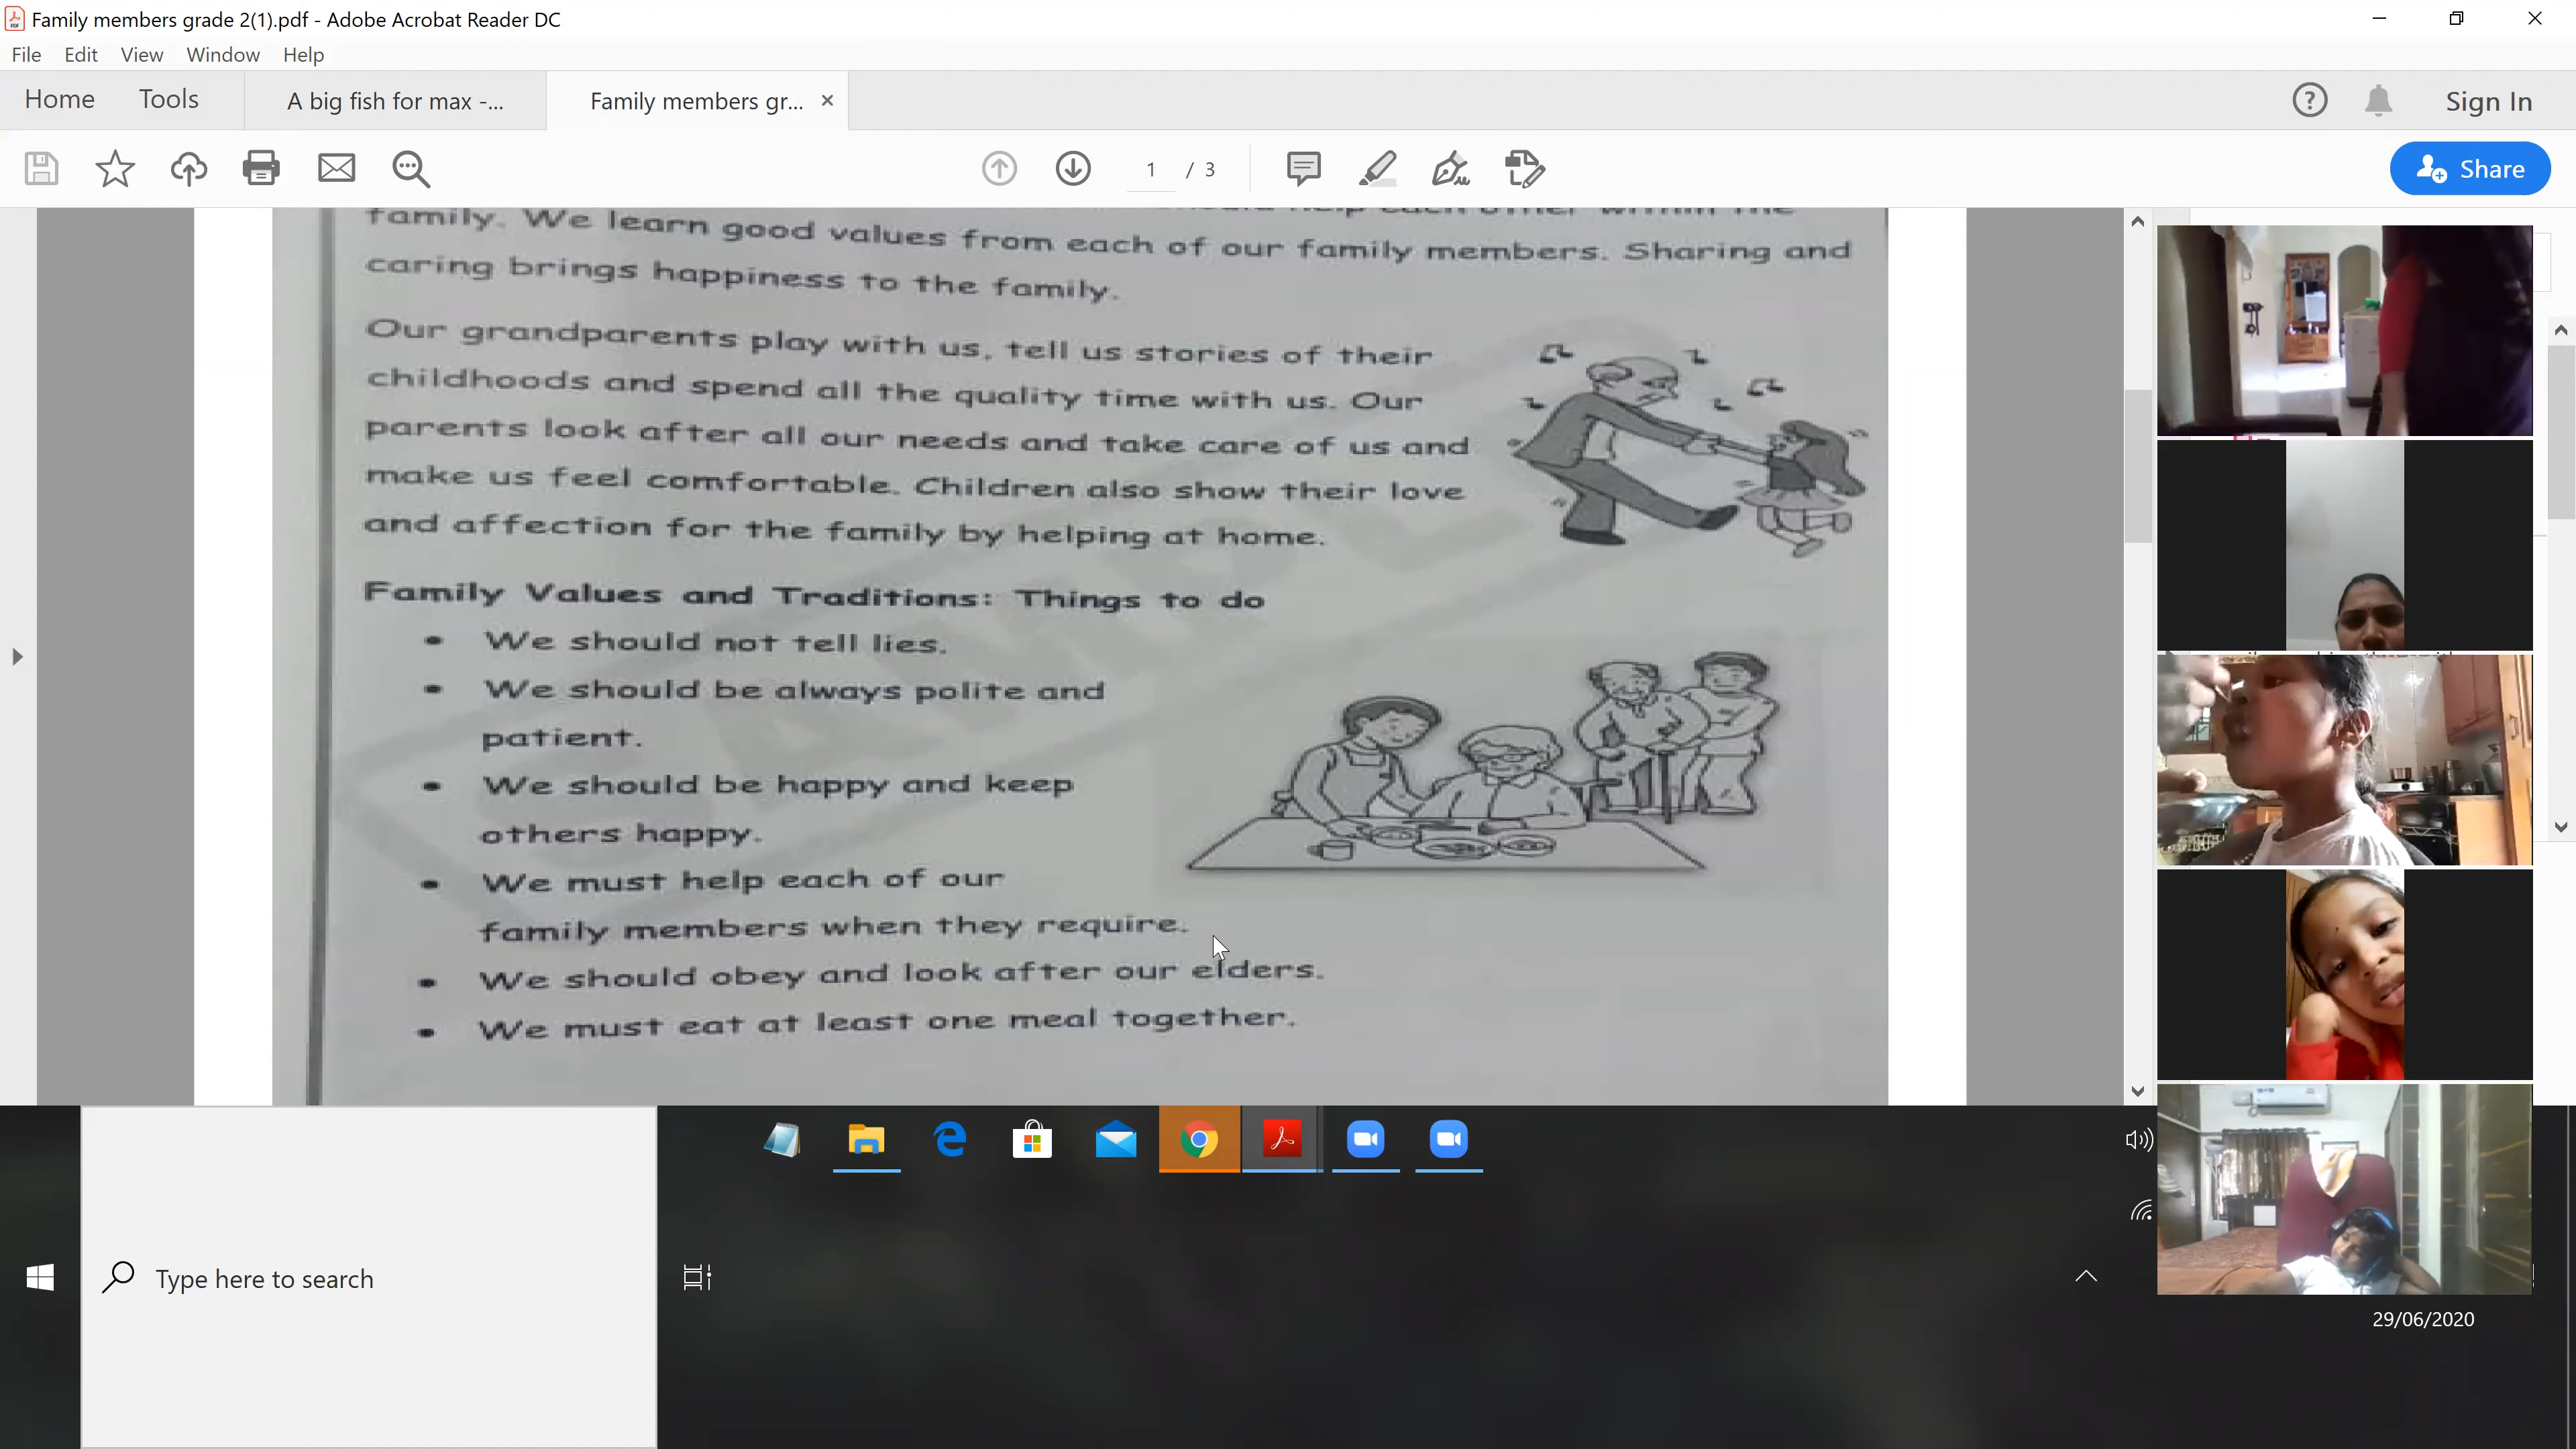 Family members grade 2(1).pdf - Adobe Acrobat Reader DC
File Edit View Window Help
Home Tools A big fish for max -... Family members gr... Sign In
1 / 3 Share
help each other within the
family. We learn good values from each of our family members. Sharing and
caring brings happiness to the family.
Our grandparents play with us, tell us stories of their
childhoods and spend all the quality time with us. Our
parents look after all our needs and take care of us and
make us feel comfortable. Children also show their love
and affection for the family by helping at home.
Family Values and Traditions: Things to do
• We should not tell lies.
• We should be always polite and
patient.
• We should be happy and keep
others happy.
• We must help each of our
family members when they require.
• We should obey and look after our elders.
• We must eat at least one meal together.
SAMPLE
Type here to search
29/06/2020